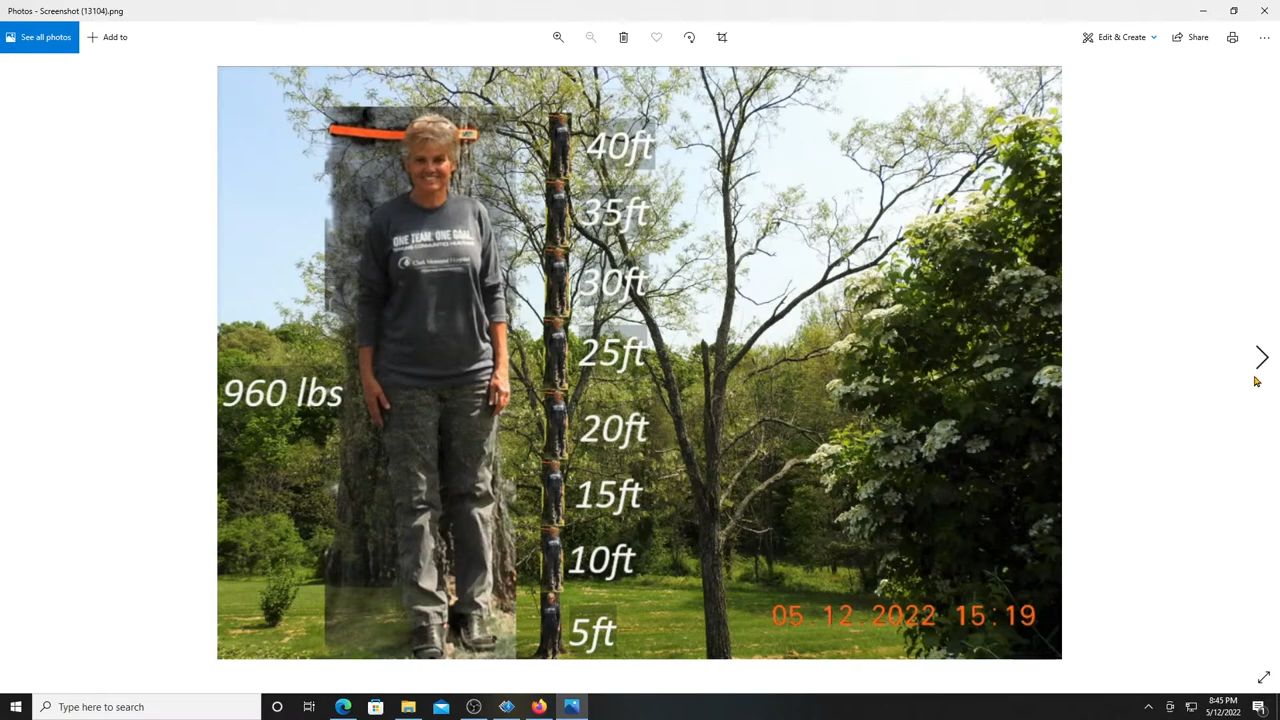 Photos - Screenshot (13104).png
See all photos
Add to
Edit & Create
Share
40ft
ONE TEAM. ONE GOAL.
35ft
30ft
25ft
960 lbs
20ft
15ft
10ft
05.12.2022 15:19
5ft
Type here to search
8:45 PM
5/12/2022